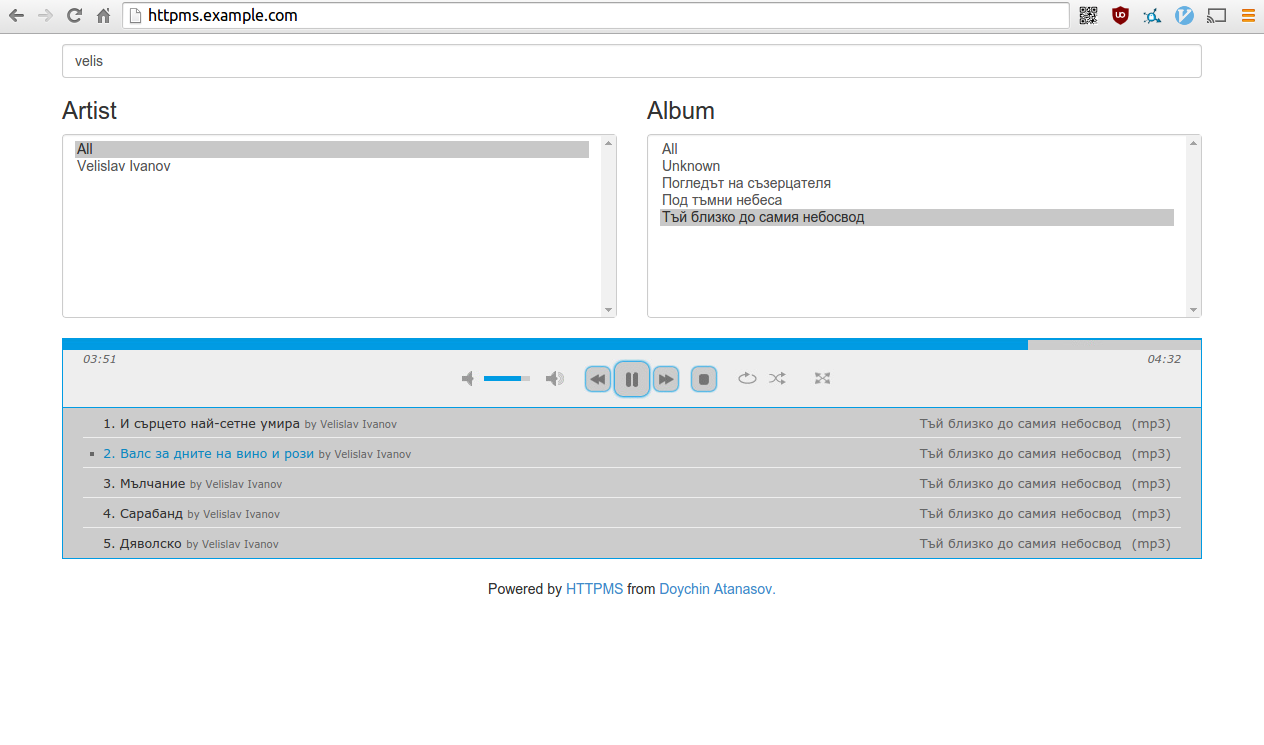 httpms.example.com
velis
Artist
All
Velislav Ivanov
Album
All
Unknown
Погледът на съзерцателя
Под тъмни небеса
Тъй близко до самия небосвод
03:51
04:32
1. И сърцето най-сетне умира by Velislav Ivanov Тъй близко до самия небосвод (mp3)
2. Валс за дните на вино и рози by Velislav Ivanov Тъй близко до самия небосвод (mp3)
3. Мълчание by Velislav Ivanov Тъй близко до самия небосвод (mp3)
4. Сарабанд by Velislav Ivanov Тъй близко до самия небосвод (mp3)
5. Дяволско by Velislav Ivanov Тъй близко до самия небосвод (mp3)
Powered by HTTPMS from Doychin Atanasov.